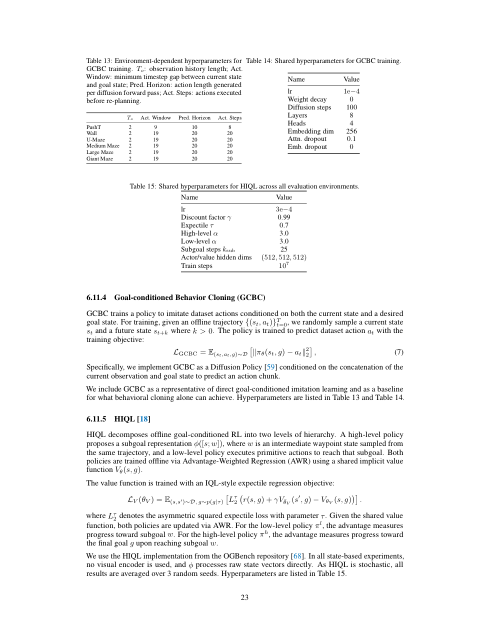 Table 13: Environment-dependent hyperparameters for
GCBC training. Tₛ: observation history length; Act.
Window: minimum timestep gap between current state
and goal state; Pred. Horizon: action length generated
per diffusion forward pass; Act. Steps: actions executed
before re-planning.
Tₛ Act. Window Pred. Horizon Act. Steps
PushT 2 9 10 8
Wall 2 19 20 20
U-Maze 2 19 20 20
Medium Maze 2 19 20 20
Large Maze 2 19 20 20
Giant Maze 2 19 20 20
Table 14: Shared hyperparameters for GCBC training.
Name Value
lr 1e−4
Weight decay 0
Diffusion steps 100
Layers 8
Heads 4
Embedding dim 256
Attn. dropout 0.1
Emb. dropout 0
Table 15: Shared hyperparameters for HIQL across all evaluation environments.
Name Value
lr 3e−4
Discount factor γ 0.99
Expectile τ 0.7
High-level α 3.0
Low-level α 3.0
Subgoal steps k_sub 25
Actor/value hidden dims (512, 512, 512)
Train steps 10⁷
6.11.4 Goal-conditioned Behavior Cloning (GCBC)
GCBC trains a policy to imitate dataset actions conditioned on both the current state and a desired
goal state. For training, given an offline trajectory {(s_t, a_t)}_{t=0}^T, we randomly sample a current state
s_t and a future state s_{t+k} where k > 0. The policy is trained to predict dataset action a_t with the
training objective:
L_GCBC = E_{(s_t,a_t,g)∼D} [‖π_θ(s_t, g) − a_t‖₂²], (7)
Specifically, we implement GCBC as a Diffusion Policy [59] conditioned on the concatenation of the
current observation and goal state to predict an action chunk.
We include GCBC as a representative of direct goal-conditioned imitation learning and as a baseline
for what behavioral cloning alone can achieve. Hyperparameters are listed in Table 13 and Table 14.
6.11.5 HIQL [18]
HIQL decomposes offline goal-conditioned RL into two levels of hierarchy. A high-level policy
proposes a subgoal representation φ([s; w]), where w is an intermediate waypoint state sampled from
the same trajectory, and a low-level policy executes primitive actions to reach that subgoal. Both
policies are trained offline via Advantage-Weighted Regression (AWR) using a shared implicit value
function V_θ(s, g).
The value function is trained with an IQL-style expectile regression objective:
L_V(θ_V) = E_{(s,s′)∼D, g∼p(g|τ)} [L₂^τ (r(s, g) + γV_{θ̄_V}(s′, g) − V_{θ_V}(s, g))] .
where L₂^τ denotes the asymmetric squared expectile loss with parameter τ. Given the shared value
function, both policies are updated via AWR. For the low-level policy π^ℓ, the advantage measures
progress toward subgoal w. For the high-level policy π^h, the advantage measures progress toward
the final goal g upon reaching subgoal w.
We use the HIQL implementation from the OGBench repository [68]. In all state-based experiments,
no visual encoder is used, and φ processes raw state vectors directly. As HIQL is stochastic, all
results are averaged over 3 random seeds. Hyperparameters are listed in Table 15.
23